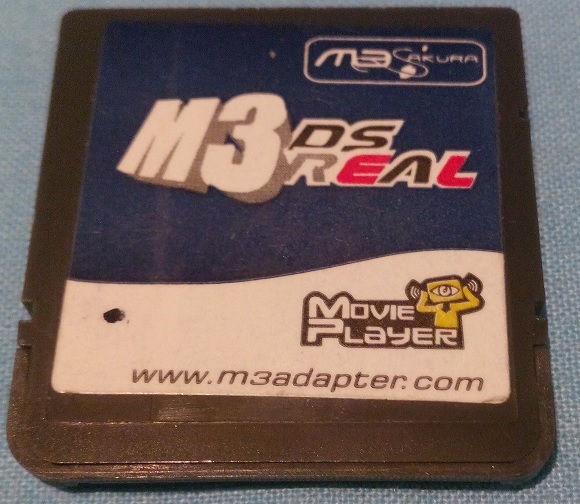 M3 SAKURA
M3 DS
REAL
MOVIE
PLAYER
www.m3adapter.com